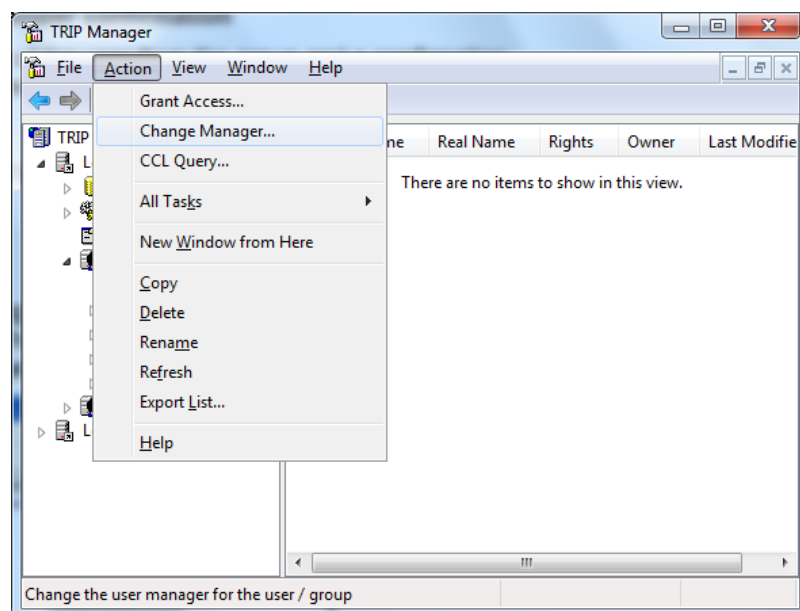 TRIP Manager
File Action View Window Help
Grant Access...
Change Manager...
CCL Query...
All Tasks
New Window from Here
Copy
Delete
Rename
Refresh
Export List...
Help
TRIP
L
L
me Real Name Rights Owner Last Modifie
There are no items to show in this view.
Change the user manager for the user / group